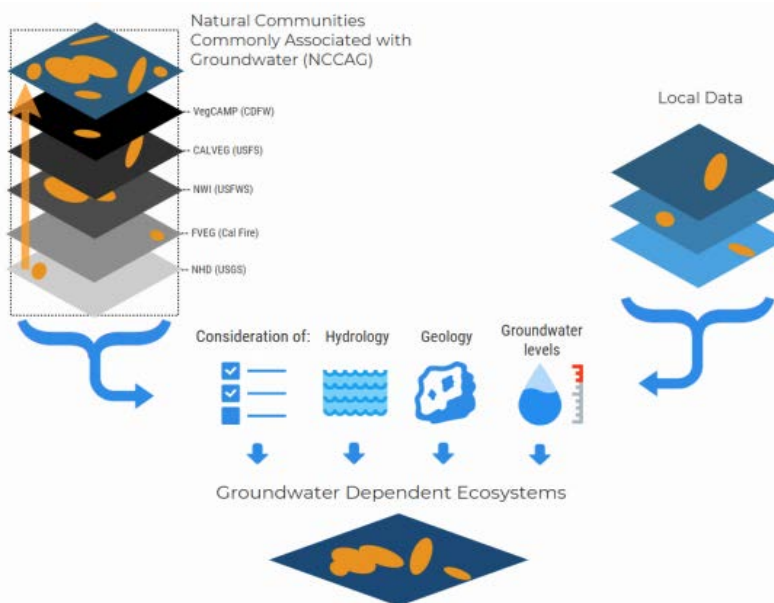 Natural Communities
Commonly Associated with
Groundwater (NCCAG)
VegCAMP (CDFW)
CALVEG (USFS)
NWI (USFWS)
FVEG (Cal Fire)
NHD (USGS)
Local Data
Consideration of:
Hydrology
Geology
Groundwater
levels
Groundwater Dependent Ecosystems